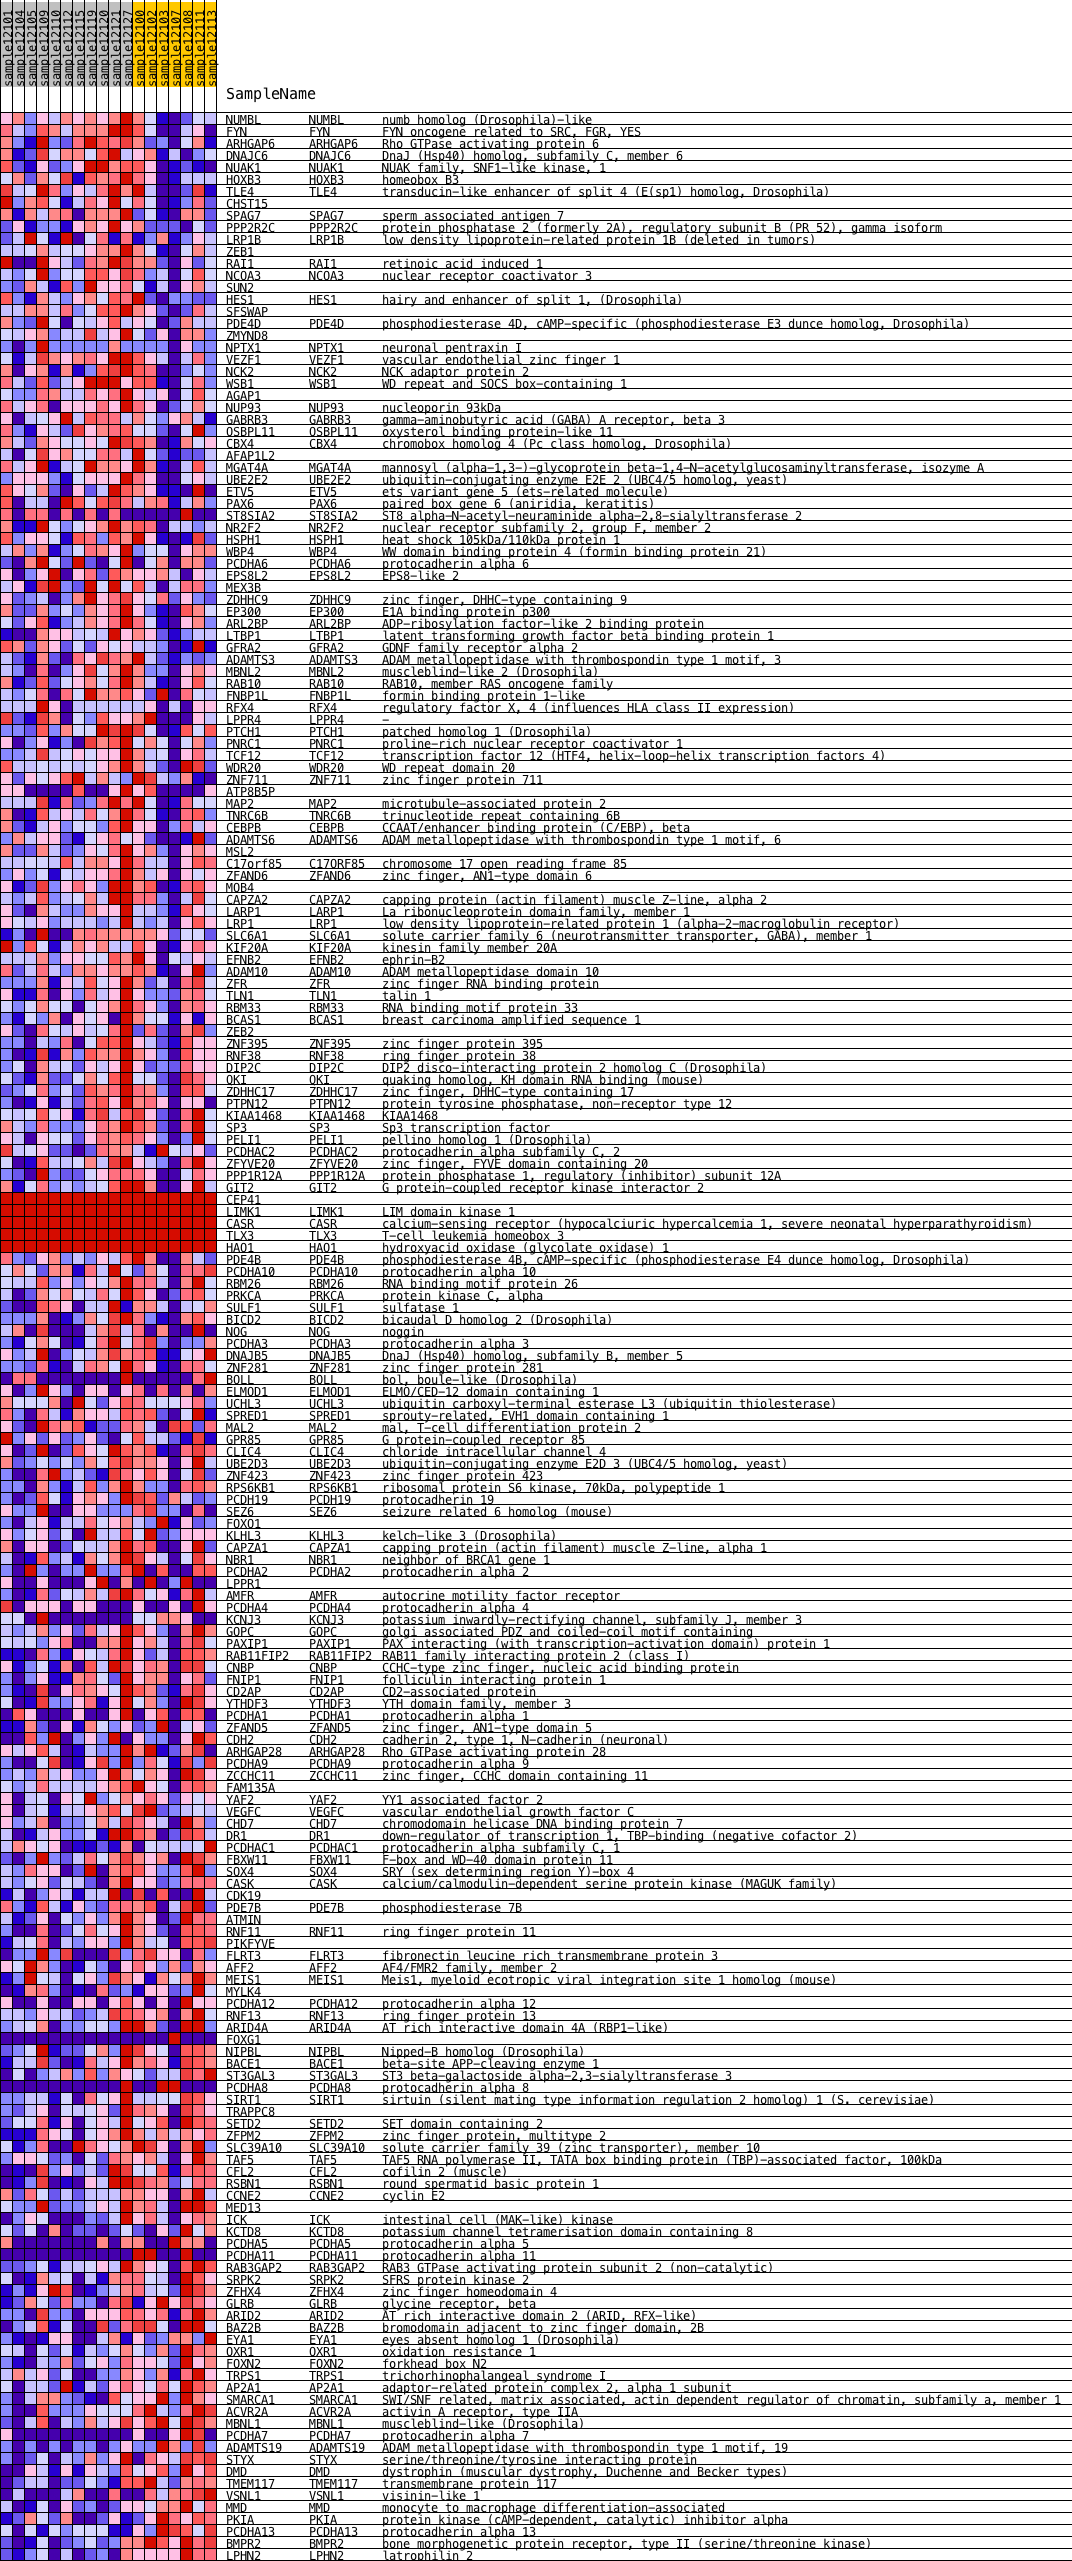 sample12101
sample12104
sample12105
sample12109
sample12110
sample12112
sample12115
sample12119
sample12120
sample12121
sample12127
sample12100
sample12102
sample12103
sample12107
sample12108
sample12111
sample12113
SampleName
NUMBL NUMBL numb homolog (Drosophila)-like
FYN FYN FYN oncogene related to SRC, FGR, YES
ARHGAP6 ARHGAP6 Rho GTPase activating protein 6
DNAJC6 DNAJC6 DnaJ (Hsp40) homolog, subfamily C, member 6
NUAK1 NUAK1 NUAK family, SNF1-like kinase, 1
HOXB3 HOXB3 homeobox B3
TLE4 TLE4 transducin-like enhancer of split 4 (E(sp1) homolog, Drosophila)
CHST15
SPAG7 SPAG7 sperm associated antigen 7
PPP2R2C PPP2R2C protein phosphatase 2 (formerly 2A), regulatory subunit B (PR 52), gamma isoform
LRP1B LRP1B low density lipoprotein-related protein 1B (deleted in tumors)
ZEB1
RAI1 RAI1 retinoic acid induced 1
NCOA3 NCOA3 nuclear receptor coactivator 3
SUN2
HES1 HES1 hairy and enhancer of split 1, (Drosophila)
SFSWAP
PDE4D PDE4D phosphodiesterase 4D, cAMP-specific (phosphodiesterase E3 dunce homolog, Drosophila)
ZMYND8
NPTX1 NPTX1 neuronal pentraxin I
VEZF1 VEZF1 vascular endothelial zinc finger 1
NCK2 NCK2 NCK adaptor protein 2
WSB1 WSB1 WD repeat and SOCS box-containing 1
AGAP1
NUP93 NUP93 nucleoporin 93kDa
GABRB3 GABRB3 gamma-aminobutyric acid (GABA) A receptor, beta 3
OSBPL11 OSBPL11 oxysterol binding protein-like 11
CBX4 CBX4 chromobox homolog 4 (Pc class homolog, Drosophila)
AFAP1L2
MGAT4A MGAT4A mannosyl (alpha-1,3-)-glycoprotein beta-1,4-N-acetylglucosaminyltransferase, isozyme A
UBE2E2 UBE2E2 ubiquitin-conjugating enzyme E2E 2 (UBC4/5 homolog, yeast)
ETV5 ETV5 ets variant gene 5 (ets-related molecule)
PAX6 PAX6 paired box gene 6 (aniridia, keratitis)
ST8SIA2 ST8SIA2 ST8 alpha-N-acetyl-neuraminide alpha-2,8-sialyltransferase 2
NR2F2 NR2F2 nuclear receptor subfamily 2, group F, member 2
HSPH1 HSPH1 heat shock 105kDa/110kDa protein 1
WBP4 WBP4 WW domain binding protein 4 (formin binding protein 21)
PCDHA6 PCDHA6 protocadherin alpha 6
EPS8L2 EPS8L2 EPS8-like 2
MEX3B
ZDHHC9 ZDHHC9 zinc finger, DHHC-type containing 9
EP300 EP300 E1A binding protein p300
ARL2BP ARL2BP ADP-ribosylation factor-like 2 binding protein
LTBP1 LTBP1 latent transforming growth factor beta binding protein 1
GFRA2 GFRA2 GDNF family receptor alpha 2
ADAMTS3 ADAMTS3 ADAM metallopeptidase with thrombospondin type 1 motif, 3
MBNL2 MBNL2 muscleblind-like 2 (Drosophila)
RAB10 RAB10 RAB10, member RAS oncogene family
FNBP1L FNBP1L formin binding protein 1-like
RFX4 RFX4 regulatory factor X, 4 (influences HLA class II expression)
LPPR4 LPPR4 -
PTCH1 PTCH1 patched homolog 1 (Drosophila)
PNRC1 PNRC1 proline-rich nuclear receptor coactivator 1
TCF12 TCF12 transcription factor 12 (HTF4, helix-loop-helix transcription factors 4)
WDR20 WDR20 WD repeat domain 20
ZNF711 ZNF711 zinc finger protein 711
ATP8B5P
MAP2 MAP2 microtubule-associated protein 2
TNRC6B TNRC6B trinucleotide repeat containing 6B
CEBPB CEBPB CCAAT/enhancer binding protein (C/EBP), beta
ADAMTS6 ADAMTS6 ADAM metallopeptidase with thrombospondin type 1 motif, 6
MSL2
C17orf85 C17ORF85 chromosome 17 open reading frame 85
ZFAND6 ZFAND6 zinc finger, AN1-type domain 6
MOB4
CAPZA2 CAPZA2 capping protein (actin filament) muscle Z-line, alpha 2
LARP1 LARP1 La ribonucleoprotein domain family, member 1
LRP1 LRP1 low density lipoprotein-related protein 1 (alpha-2-macroglobulin receptor)
SLC6A1 SLC6A1 solute carrier family 6 (neurotransmitter transporter, GABA), member 1
KIF20A KIF20A kinesin family member 20A
EFNB2 EFNB2 ephrin-B2
ADAM10 ADAM10 ADAM metallopeptidase domain 10
ZFR ZFR zinc finger RNA binding protein
TLN1 TLN1 talin 1
RBM33 RBM33 RNA binding motif protein 33
BCAS1 BCAS1 breast carcinoma amplified sequence 1
ZEB2
ZNF395 ZNF395 zinc finger protein 395
RNF38 RNF38 ring finger protein 38
DIP2C DIP2C DIP2 disco-interacting protein 2 homolog C (Drosophila)
QKI QKI quaking homolog, KH domain RNA binding (mouse)
ZDHHC17 ZDHHC17 zinc finger, DHHC-type containing 17
PTPN12 PTPN12 protein tyrosine phosphatase, non-receptor type 12
KIAA1468 KIAA1468 KIAA1468
SP3 SP3 Sp3 transcription factor
PELI1 PELI1 pellino homolog 1 (Drosophila)
PCDHAC2 PCDHAC2 protocadherin alpha subfamily C, 2
ZFYVE20 ZFYVE20 zinc finger, FYVE domain containing 20
PPP1R12A PPP1R12A protein phosphatase 1, regulatory (inhibitor) subunit 12A
GIT2 GIT2 G protein-coupled receptor kinase interactor 2
CEP41
LIMK1 LIMK1 LIM domain kinase 1
CASR CASR calcium-sensing receptor (hypocalciuric hypercalcemia 1, severe neonatal hyperparathyroidism)
TLX3 TLX3 T-cell leukemia homeobox 3
HAO1 HAO1 hydroxyacid oxidase (glycolate oxidase) 1
PDE4B PDE4B phosphodiesterase 4B, cAMP-specific (phosphodiesterase E4 dunce homolog, Drosophila)
PCDHA10 PCDHA10 protocadherin alpha 10
RBM26 RBM26 RNA binding motif protein 26
PRKCA PRKCA protein kinase C, alpha
SULF1 SULF1 sulfatase 1
BICD2 BICD2 bicaudal D homolog 2 (Drosophila)
NOG NOG noggin
PCDHA3 PCDHA3 protocadherin alpha 3
DNAJB5 DNAJB5 DnaJ (Hsp40) homolog, subfamily B, member 5
ZNF281 ZNF281 zinc finger protein 281
BOLL BOLL bol, boule-like (Drosophila)
ELMOD1 ELMOD1 ELMO/CED-12 domain containing 1
UCHL3 UCHL3 ubiquitin carboxyl-terminal esterase L3 (ubiquitin thiolesterase)
SPRED1 SPRED1 sprouty-related, EVH1 domain containing 1
MAL2 MAL2 mal, T-cell differentiation protein 2
GPR85 GPR85 G protein-coupled receptor 85
CLIC4 CLIC4 chloride intracellular channel 4
UBE2D3 UBE2D3 ubiquitin-conjugating enzyme E2D 3 (UBC4/5 homolog, yeast)
ZNF423 ZNF423 zinc finger protein 423
RPS6KB1 RPS6KB1 ribosomal protein S6 kinase, 70kDa, polypeptide 1
PCDH19 PCDH19 protocadherin 19
SEZ6 SEZ6 seizure related 6 homolog (mouse)
FOXO1
KLHL3 KLHL3 kelch-like 3 (Drosophila)
CAPZA1 CAPZA1 capping protein (actin filament) muscle Z-line, alpha 1
NBR1 NBR1 neighbor of BRCA1 gene 1
PCDHA2 PCDHA2 protocadherin alpha 2
LPPR1
AMFR AMFR autocrine motility factor receptor
PCDHA4 PCDHA4 protocadherin alpha 4
KCNJ3 KCNJ3 potassium inwardly-rectifying channel, subfamily J, member 3
GOPC GOPC golgi associated PDZ and coiled-coil motif containing
PAXIP1 PAXIP1 PAX interacting (with transcription-activation domain) protein 1
RAB11FIP2 RAB11FIP2 RAB11 family interacting protein 2 (class I)
CNBP CNBP CCHC-type zinc finger, nucleic acid binding protein
FNIP1 FNIP1 folliculin interacting protein 1
CD2AP CD2AP CD2-associated protein
YTHDF3 YTHDF3 YTH domain family, member 3
PCDHA1 PCDHA1 protocadherin alpha 1
ZFAND5 ZFAND5 zinc finger, AN1-type domain 5
CDH2 CDH2 cadherin 2, type 1, N-cadherin (neuronal)
ARHGAP28 ARHGAP28 Rho GTPase activating protein 28
PCDHA9 PCDHA9 protocadherin alpha 9
ZCCHC11 ZCCHC11 zinc finger, CCHC domain containing 11
FAM135A
YAF2 YAF2 YY1 associated factor 2
VEGFC VEGFC vascular endothelial growth factor C
CHD7 CHD7 chromodomain helicase DNA binding protein 7
DR1 DR1 down-regulator of transcription 1, TBP-binding (negative cofactor 2)
PCDHAC1 PCDHAC1 protocadherin alpha subfamily C, 1
FBXW11 FBXW11 F-box and WD-40 domain protein 11
SOX4 SOX4 SRY (sex determining region Y)-box 4
CASK CASK calcium/calmodulin-dependent serine protein kinase (MAGUK family)
CDK19
PDE7B PDE7B phosphodiesterase 7B
ATMIN
RNF11 RNF11 ring finger protein 11
PIKFYVE
FLRT3 FLRT3 fibronectin leucine rich transmembrane protein 3
AFF2 AFF2 AF4/FMR2 family, member 2
MEIS1 MEIS1 Meis1, myeloid ecotropic viral integration site 1 homolog (mouse)
MYLK4
PCDHA12 PCDHA12 protocadherin alpha 12
RNF13 RNF13 ring finger protein 13
ARID4A ARID4A AT rich interactive domain 4A (RBP1-like)
FOXG1
NIPBL NIPBL Nipped-B homolog (Drosophila)
BACE1 BACE1 beta-site APP-cleaving enzyme 1
ST3GAL3 ST3GAL3 ST3 beta-galactoside alpha-2,3-sialyltransferase 3
PCDHA8 PCDHA8 protocadherin alpha 8
SIRT1 SIRT1 sirtuin (silent mating type information regulation 2 homolog) 1 (S. cerevisiae)
TRAPPC8
SETD2 SETD2 SET domain containing 2
ZFPM2 ZFPM2 zinc finger protein, multitype 2
SLC39A10 SLC39A10 solute carrier family 39 (zinc transporter), member 10
TAF5 TAF5 TAF5 RNA polymerase II, TATA box binding protein (TBP)-associated factor, 100kDa
CFL2 CFL2 cofilin 2 (muscle)
RSBN1 RSBN1 round spermatid basic protein 1
CCNE2 CCNE2 cyclin E2
MED13
ICK ICK intestinal cell (MAK-like) kinase
KCTD8 KCTD8 potassium channel tetramerisation domain containing 8
PCDHA5 PCDHA5 protocadherin alpha 5
PCDHA11 PCDHA11 protocadherin alpha 11
RAB3GAP2 RAB3GAP2 RAB3 GTPase activating protein subunit 2 (non-catalytic)
SRPK2 SRPK2 SFRS protein kinase 2
ZFHX4 ZFHX4 zinc finger homeodomain 4
GLRB GLRB glycine receptor, beta
ARID2 ARID2 AT rich interactive domain 2 (ARID, RFX-like)
BAZ2B BAZ2B bromodomain adjacent to zinc finger domain, 2B
EYA1 EYA1 eyes absent homolog 1 (Drosophila)
OXR1 OXR1 oxidation resistance 1
FOXN2 FOXN2 forkhead box N2
TRPS1 TRPS1 trichorhinophalangeal syndrome I
AP2A1 AP2A1 adaptor-related protein complex 2, alpha 1 subunit
SMARCA1 SMARCA1 SWI/SNF related, matrix associated, actin dependent regulator of chromatin, subfamily a, member 1
ACVR2A ACVR2A activin A receptor, type IIA
MBNL1 MBNL1 muscleblind-like (Drosophila)
PCDHA7 PCDHA7 protocadherin alpha 7
ADAMTS19 ADAMTS19 ADAM metallopeptidase with thrombospondin type 1 motif, 19
STYX STYX serine/threonine/tyrosine interacting protein
DMD DMD dystrophin (muscular dystrophy, Duchenne and Becker types)
TMEM117 TMEM117 transmembrane protein 117
VSNL1 VSNL1 visinin-like 1
MMD MMD monocyte to macrophage differentiation-associated
PKIA PKIA protein kinase (cAMP-dependent, catalytic) inhibitor alpha
PCDHA13 PCDHA13 protocadherin alpha 13
BMPR2 BMPR2 bone morphogenetic protein receptor, type II (serine/threonine kinase)
LPHN2 LPHN2 latrophilin 2